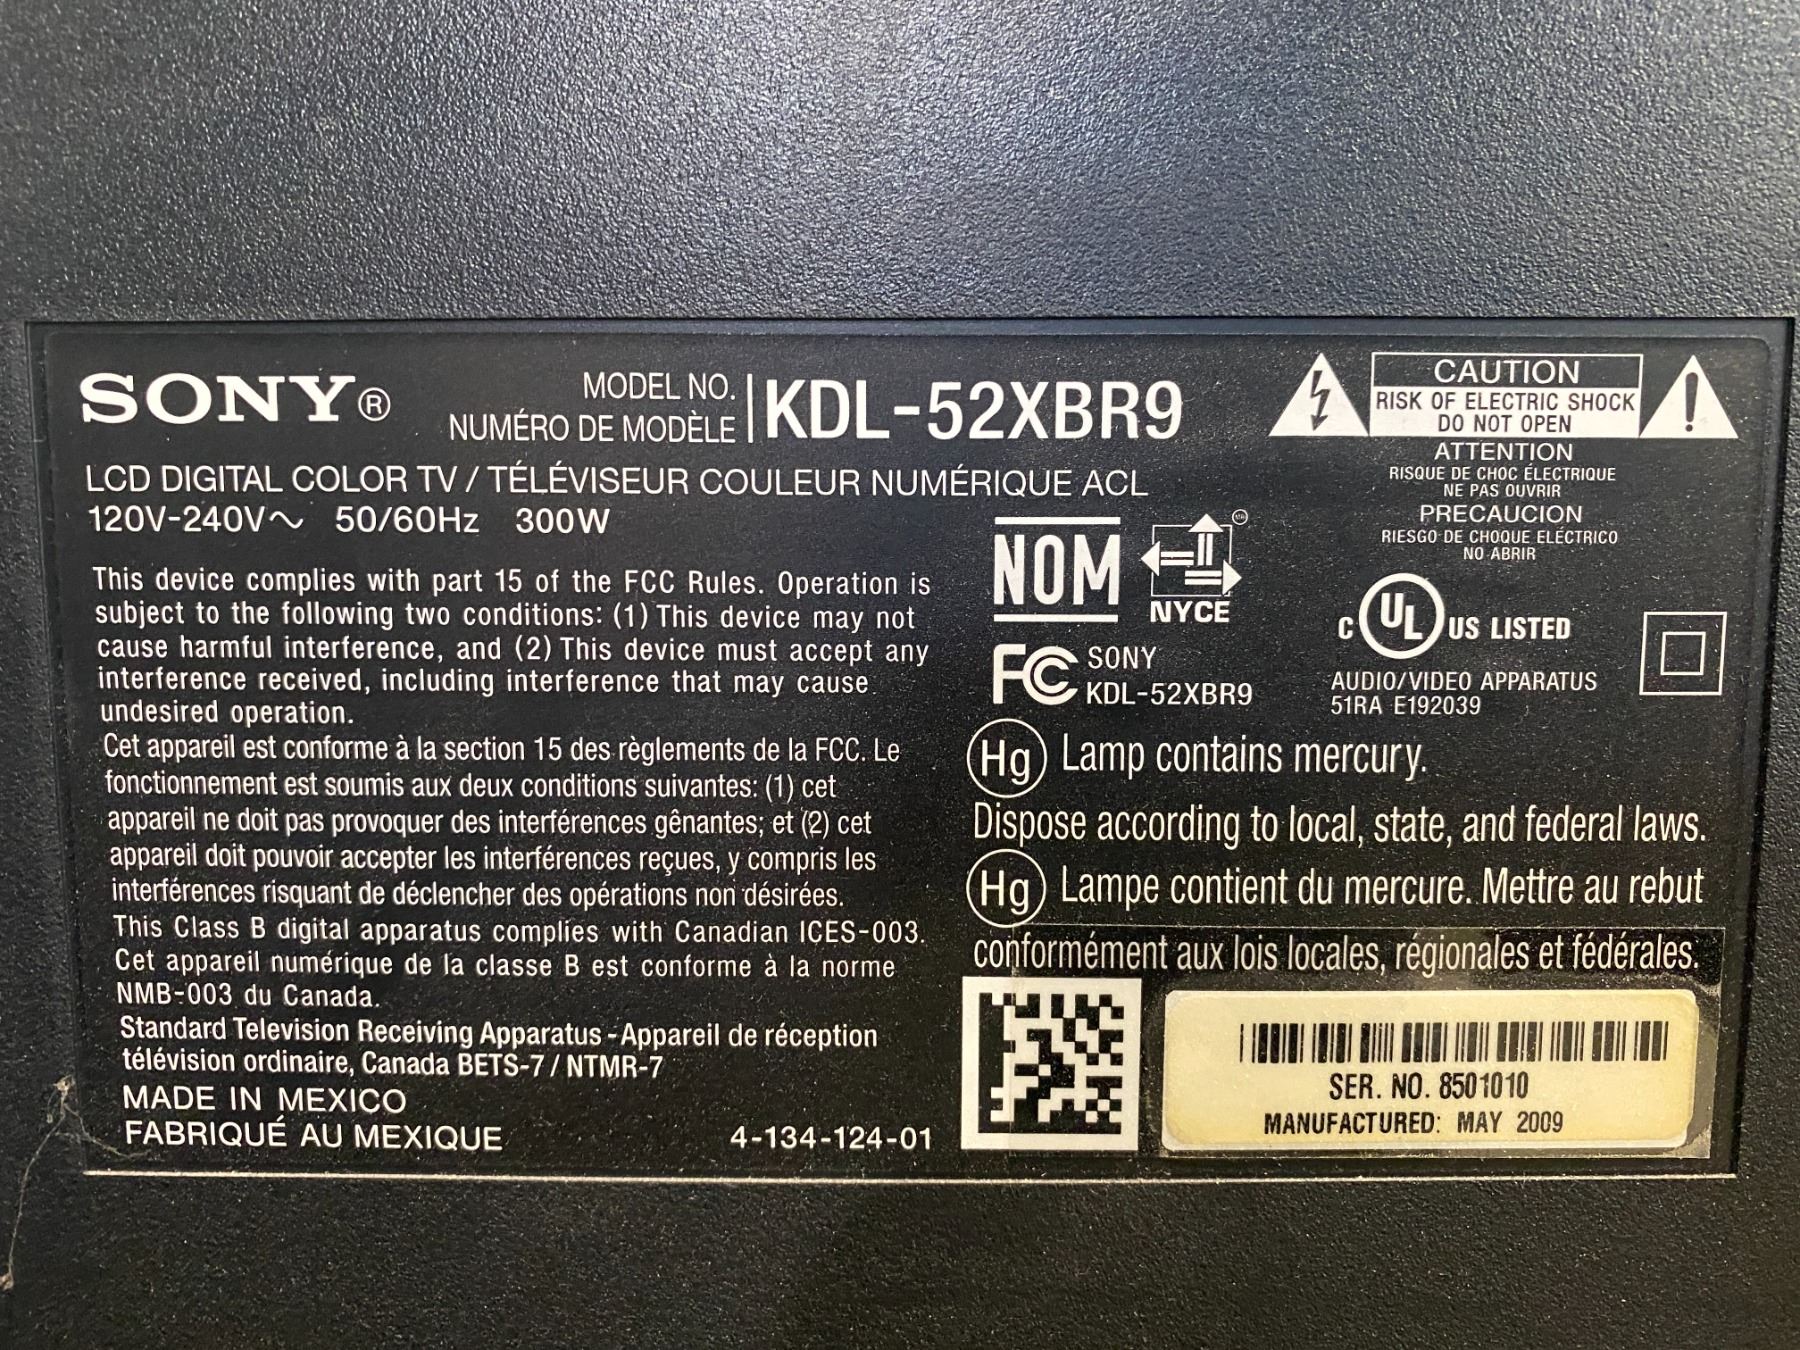 SONY®
MODEL NO.
NUMÉRO DE MODÈLE
KDL-52XBR9
LCD DIGITAL COLOR TV / TÉLÉVISEUR COULEUR NUMÉRIQUE ACL
120V-240V~ 50/60Hz 300W
This device complies with part 15 of the FCC Rules. Operation is
subject to the following two conditions: (1) This device may not
cause harmful interference, and (2) This device must accept any
interference received, including interference that may cause
undesired operation.
Cet appareil est conforme à la section 15 des règlements de la FCC. Le
fonctionnement est soumis aux deux conditions suivantes: (1) cet
appareil ne doit pas provoquer des interférences gênantes; et (2) cet
appareil doit pouvoir accepter les interférences reçues, y compris les
interférences risquant de déclencher des opérations non désirées.
This Class B digital apparatus complies with Canadian ICES-003.
Cet appareil numérique de la classe B est conforme à la norme
NMB-003 du Canada.
Standard Television Receiving Apparatus - Appareil de réception
télévision ordinaire, Canada BETS-7 / NTMR-7
MADE IN MEXICO
FABRIQUÉ AU MEXIQUE
4-134-124-01
CAUTION
RISK OF ELECTRIC SHOCK
DO NOT OPEN
ATTENTION
RISQUE DE CHOC ÉLECTRIQUE
NE PAS OUVRIR
PRECAUCION
RIESGO DE CHOQUE ELÉCTRICO
NO ABRIR
NOM
NYCE
C UL US LISTED
AUDIO/VIDEO APPARATUS
51RA E192039
FC SONY
KDL-52XBR9
Hg Lamp contains mercury.
Dispose according to local, state, and federal laws.
Hg Lampe contient du mercure. Mettre au rebut
conformément aux lois locales, régionales et fédérales.
SER. NO. 8501010
MANUFACTURED: MAY 2009